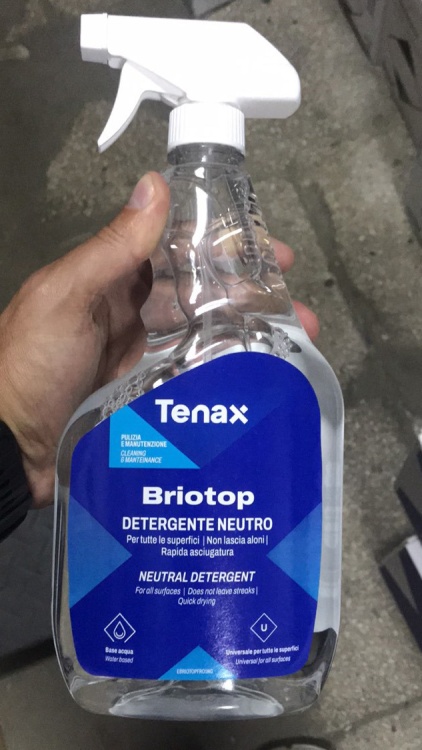 Tenax
PULIZIA
E MANUTENZIONE
CLEANING
& MAINTEINANCE
Briotop
DETERGENTE NEUTRO
Per tutte le superfici | Non lascia aloni |
Rapida asciugatura
NEUTRAL DETERGENT
For all surfaces | Does not leave streaks |
Quick drying
U
Base acqua
Water based
Universale per tutte le superfici
Universal for all surfaces